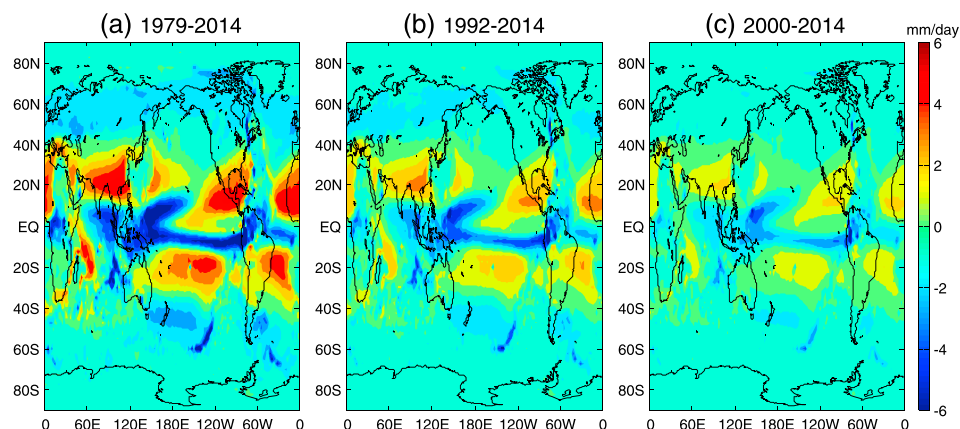 (a) 1979-2014 (b) 1992-2014 (c) 2000-2014
mm/day
80N 80N 80N 6
60N 60N 60N
40N 40N 40N 4
20N 20N 20N 2
EQ EQ EQ 0
20S 20S 20S
40S 40S 40S -2
60S 60S 60S -4
80S 80S 80S
-6
0 60E 120E 180E 120W 60W 0 0 60E 120E 180E 120W 60W 0 0 60E 120E 180E 120W 60W 0